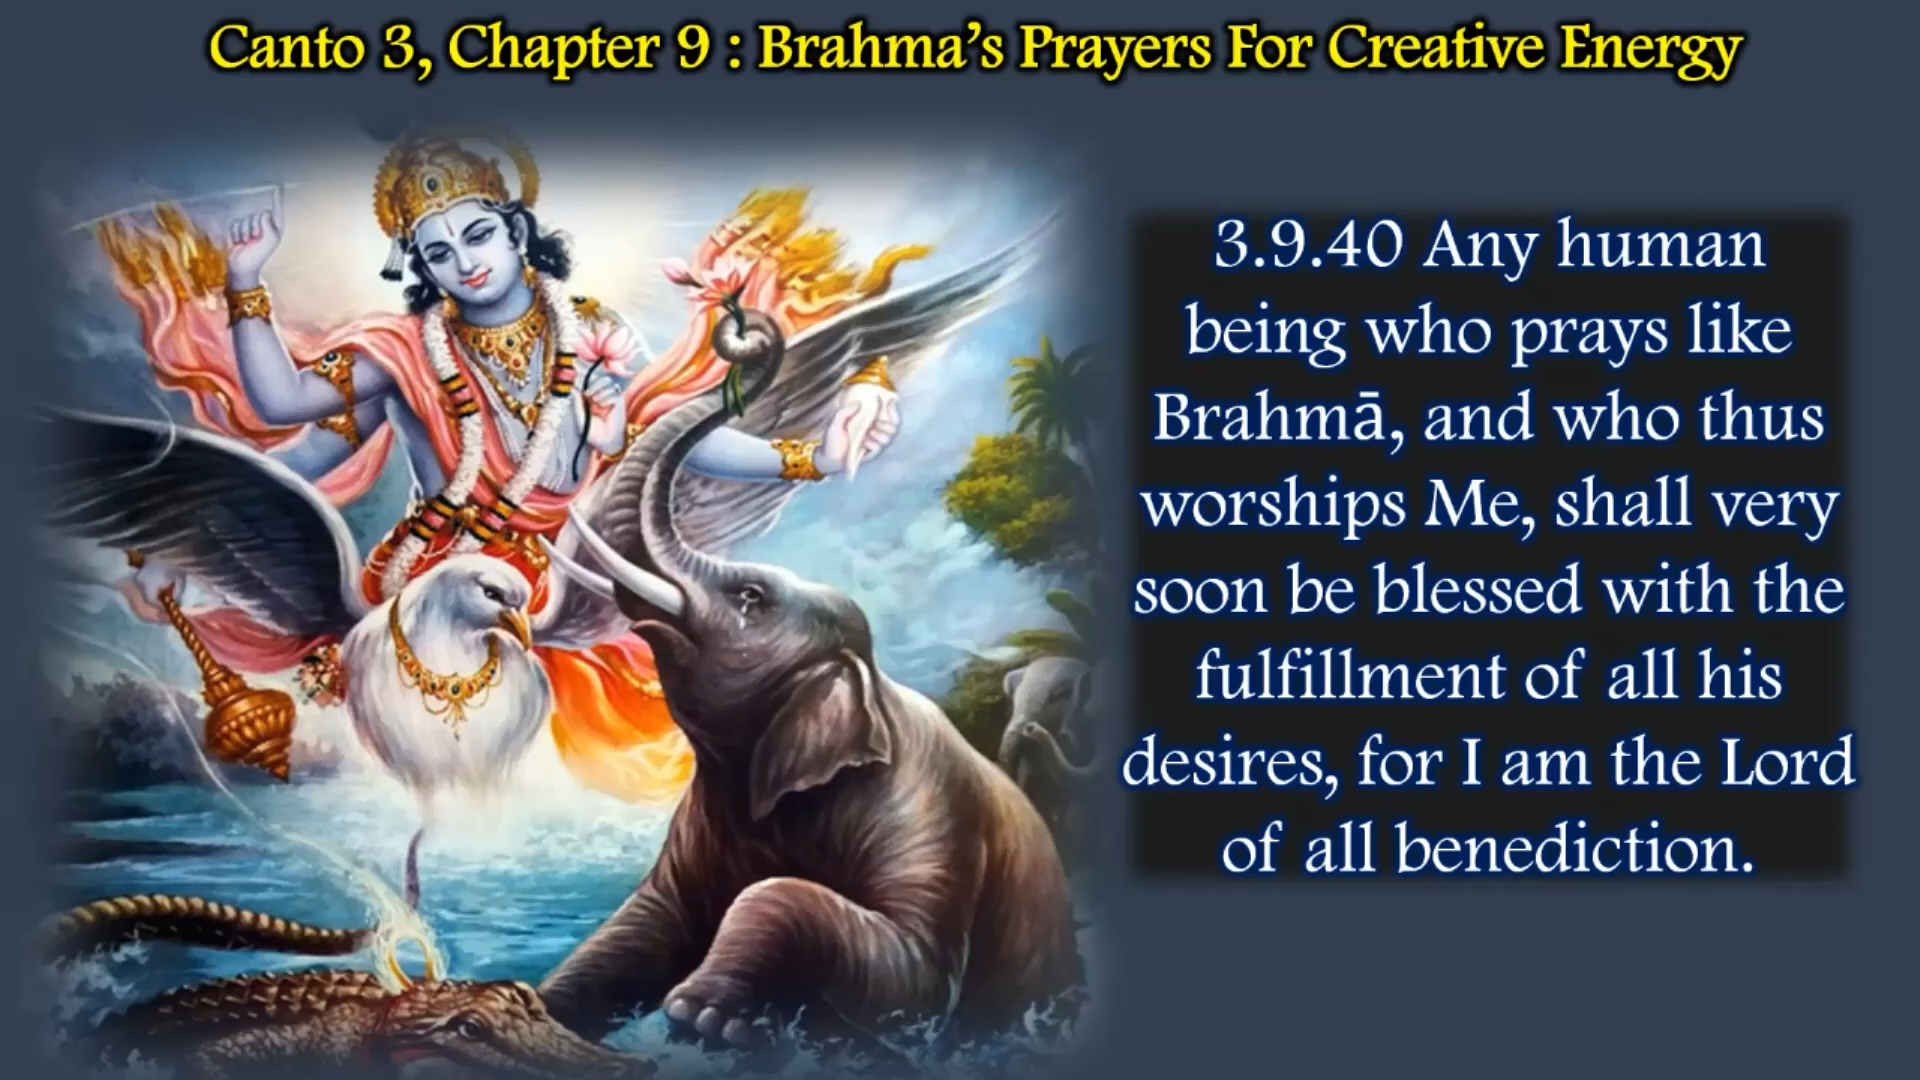 Canto 3, Chapter 9 : Brahma's Prayers For Creative Energy
3.9.40 Any human
being who prays like
Brahmā, and who thus
worships Me, shall very
soon be blessed with the
fulfillment of all his
desires, for I am the Lord
of all benediction.